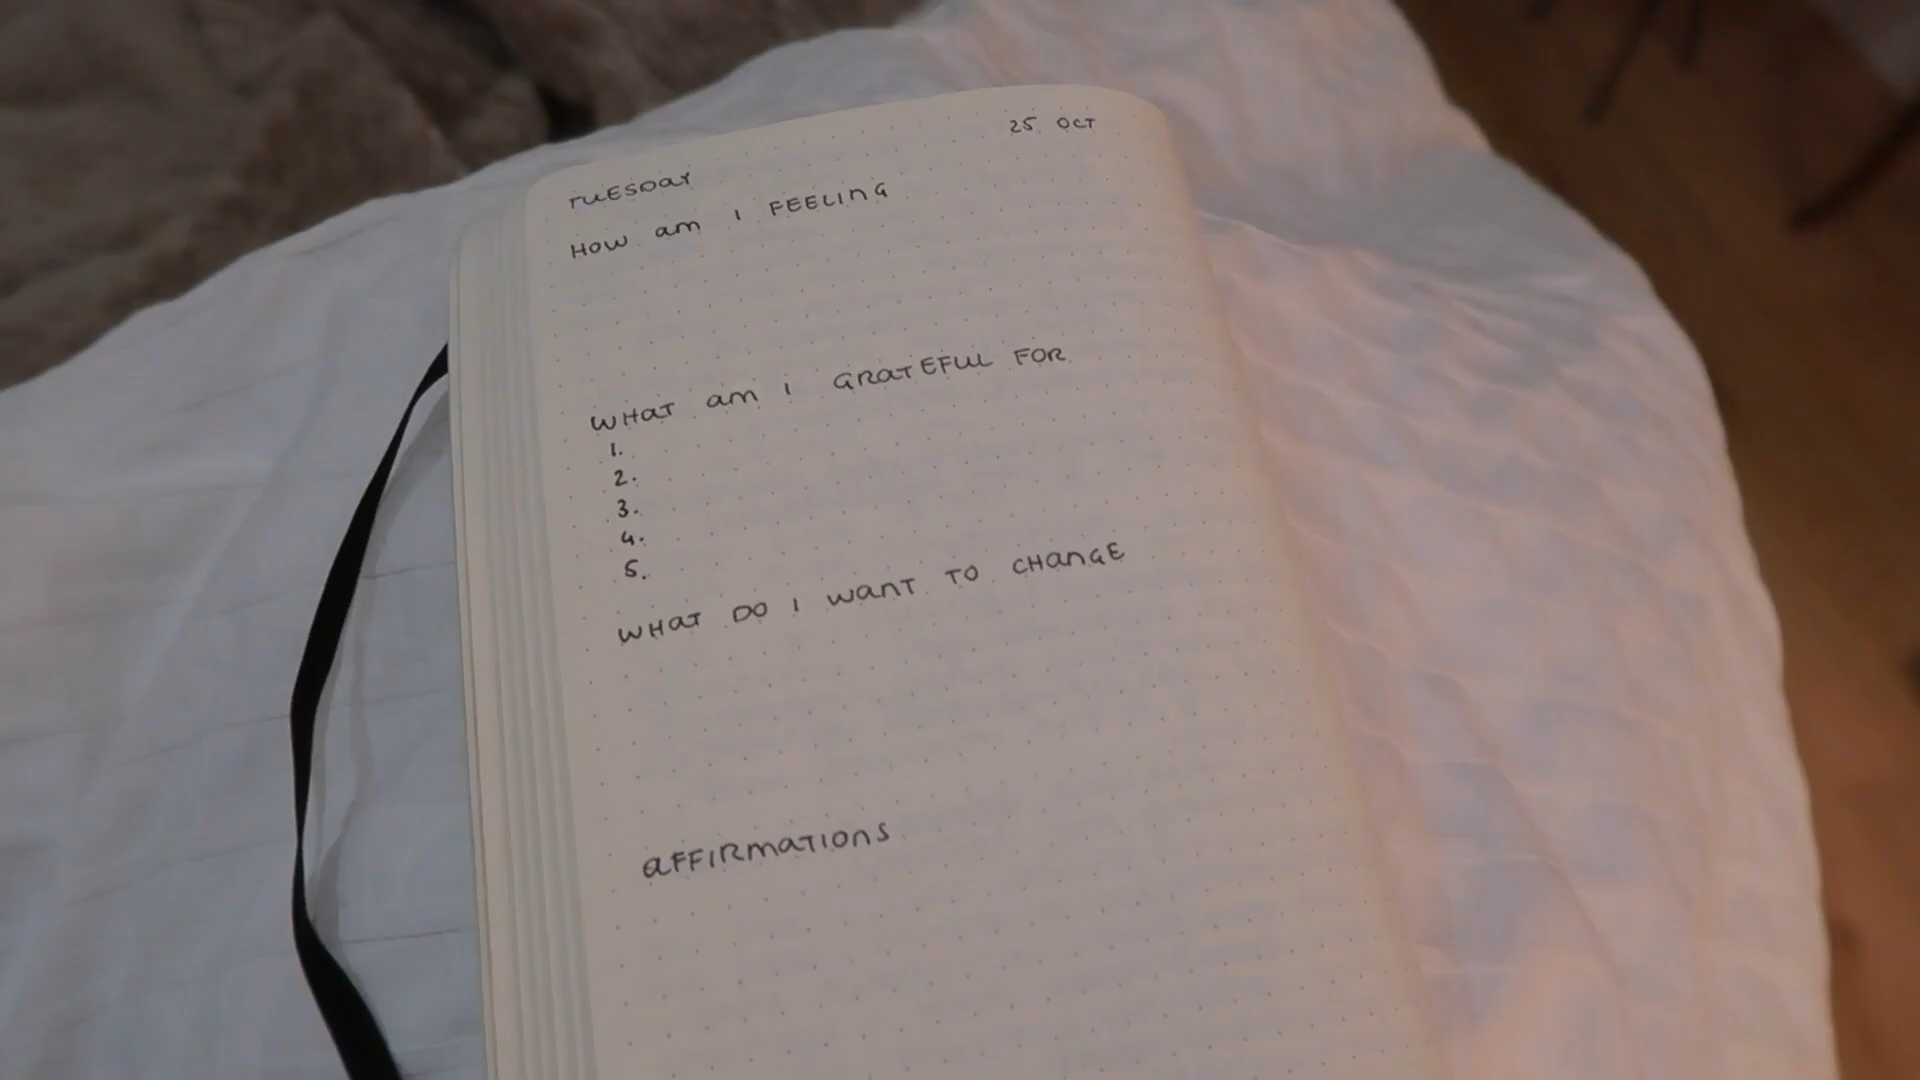 25 OCT
TUESDAY
HOW am I FEELING
WHAT am I GRATEFUL FOR
1.
2.
3.
4.
5.
WHAT DO I WANT TO CHANGE
AFFIRMATIONS